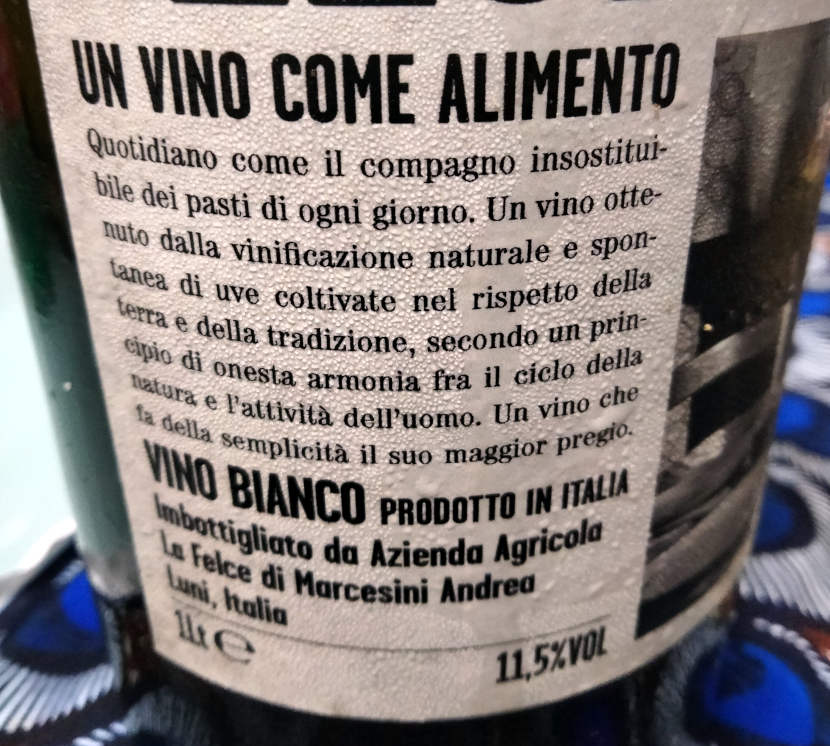 UN VINO COME ALIMENTO
Quotidiano come il compagno insostitui-
bile dei pasti di ogni giorno. Un vino otte-
nuto dalla vinificazione naturale e spon-
tanea di uve coltivate nel rispetto della
terra e della tradizione, secondo un prin-
cipio di onesta armonia fra il ciclo della
natura e l'attività dell'uomo. Un vino che
fa della semplicità il suo maggior pregio.
VINO BIANCO PRODOTTO IN ITALIA
Imbottigliato da Azienda Agricola
La Felce di Marcesini Andrea
Luni, Italia
1Lt e
11,5%VOL